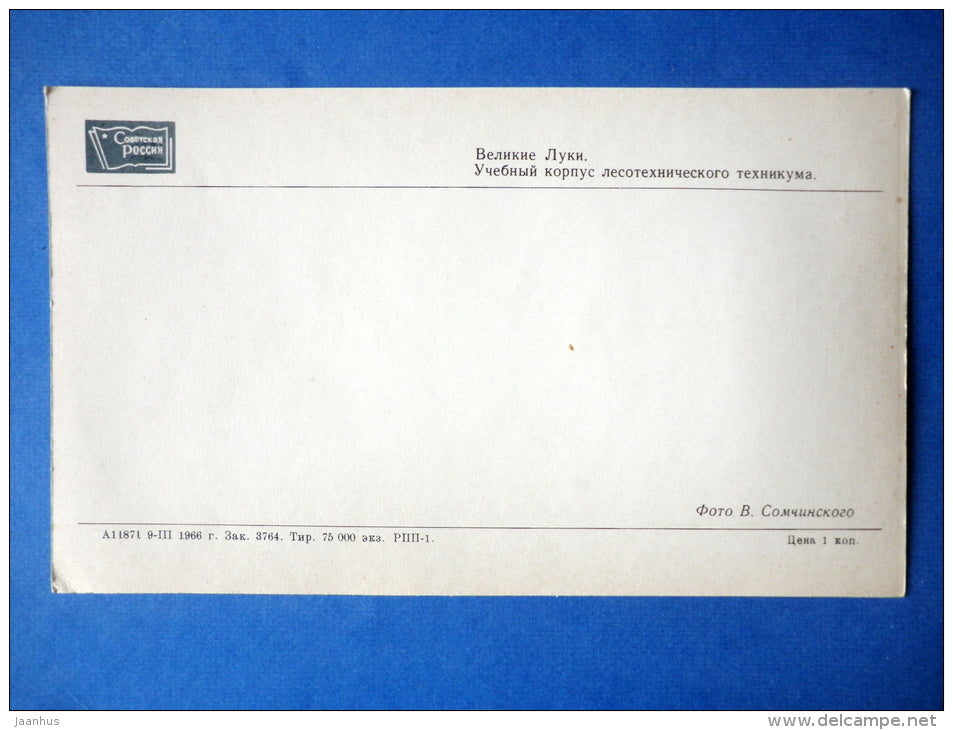 Советская
Россия
Великие Луки.
Учебный корпус лесотехнического техникума.
Фото В. Сомчинского
А11871 9-III 1966 г. Зак. 3764. Тир. 75 000 экз. РПП-1.
Цена 1 коп.
jaanhus
www.delcampe.net